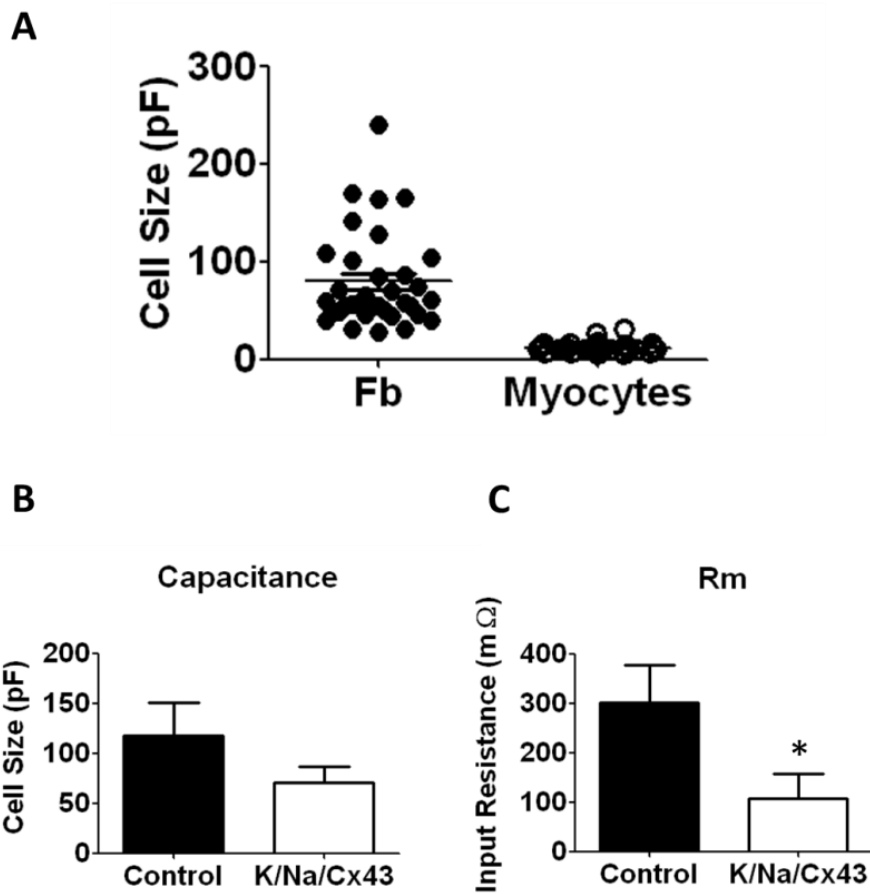 A
300
200
100
0
Cell Size (pF)
Fb Myocytes
B
Capacitance
200
150
100
50
0
Cell Size (pF)
Control K/Na/Cx43
C
Rm
400
300
200
100
0
Input Resistance (m Ω)
*
Control K/Na/Cx43